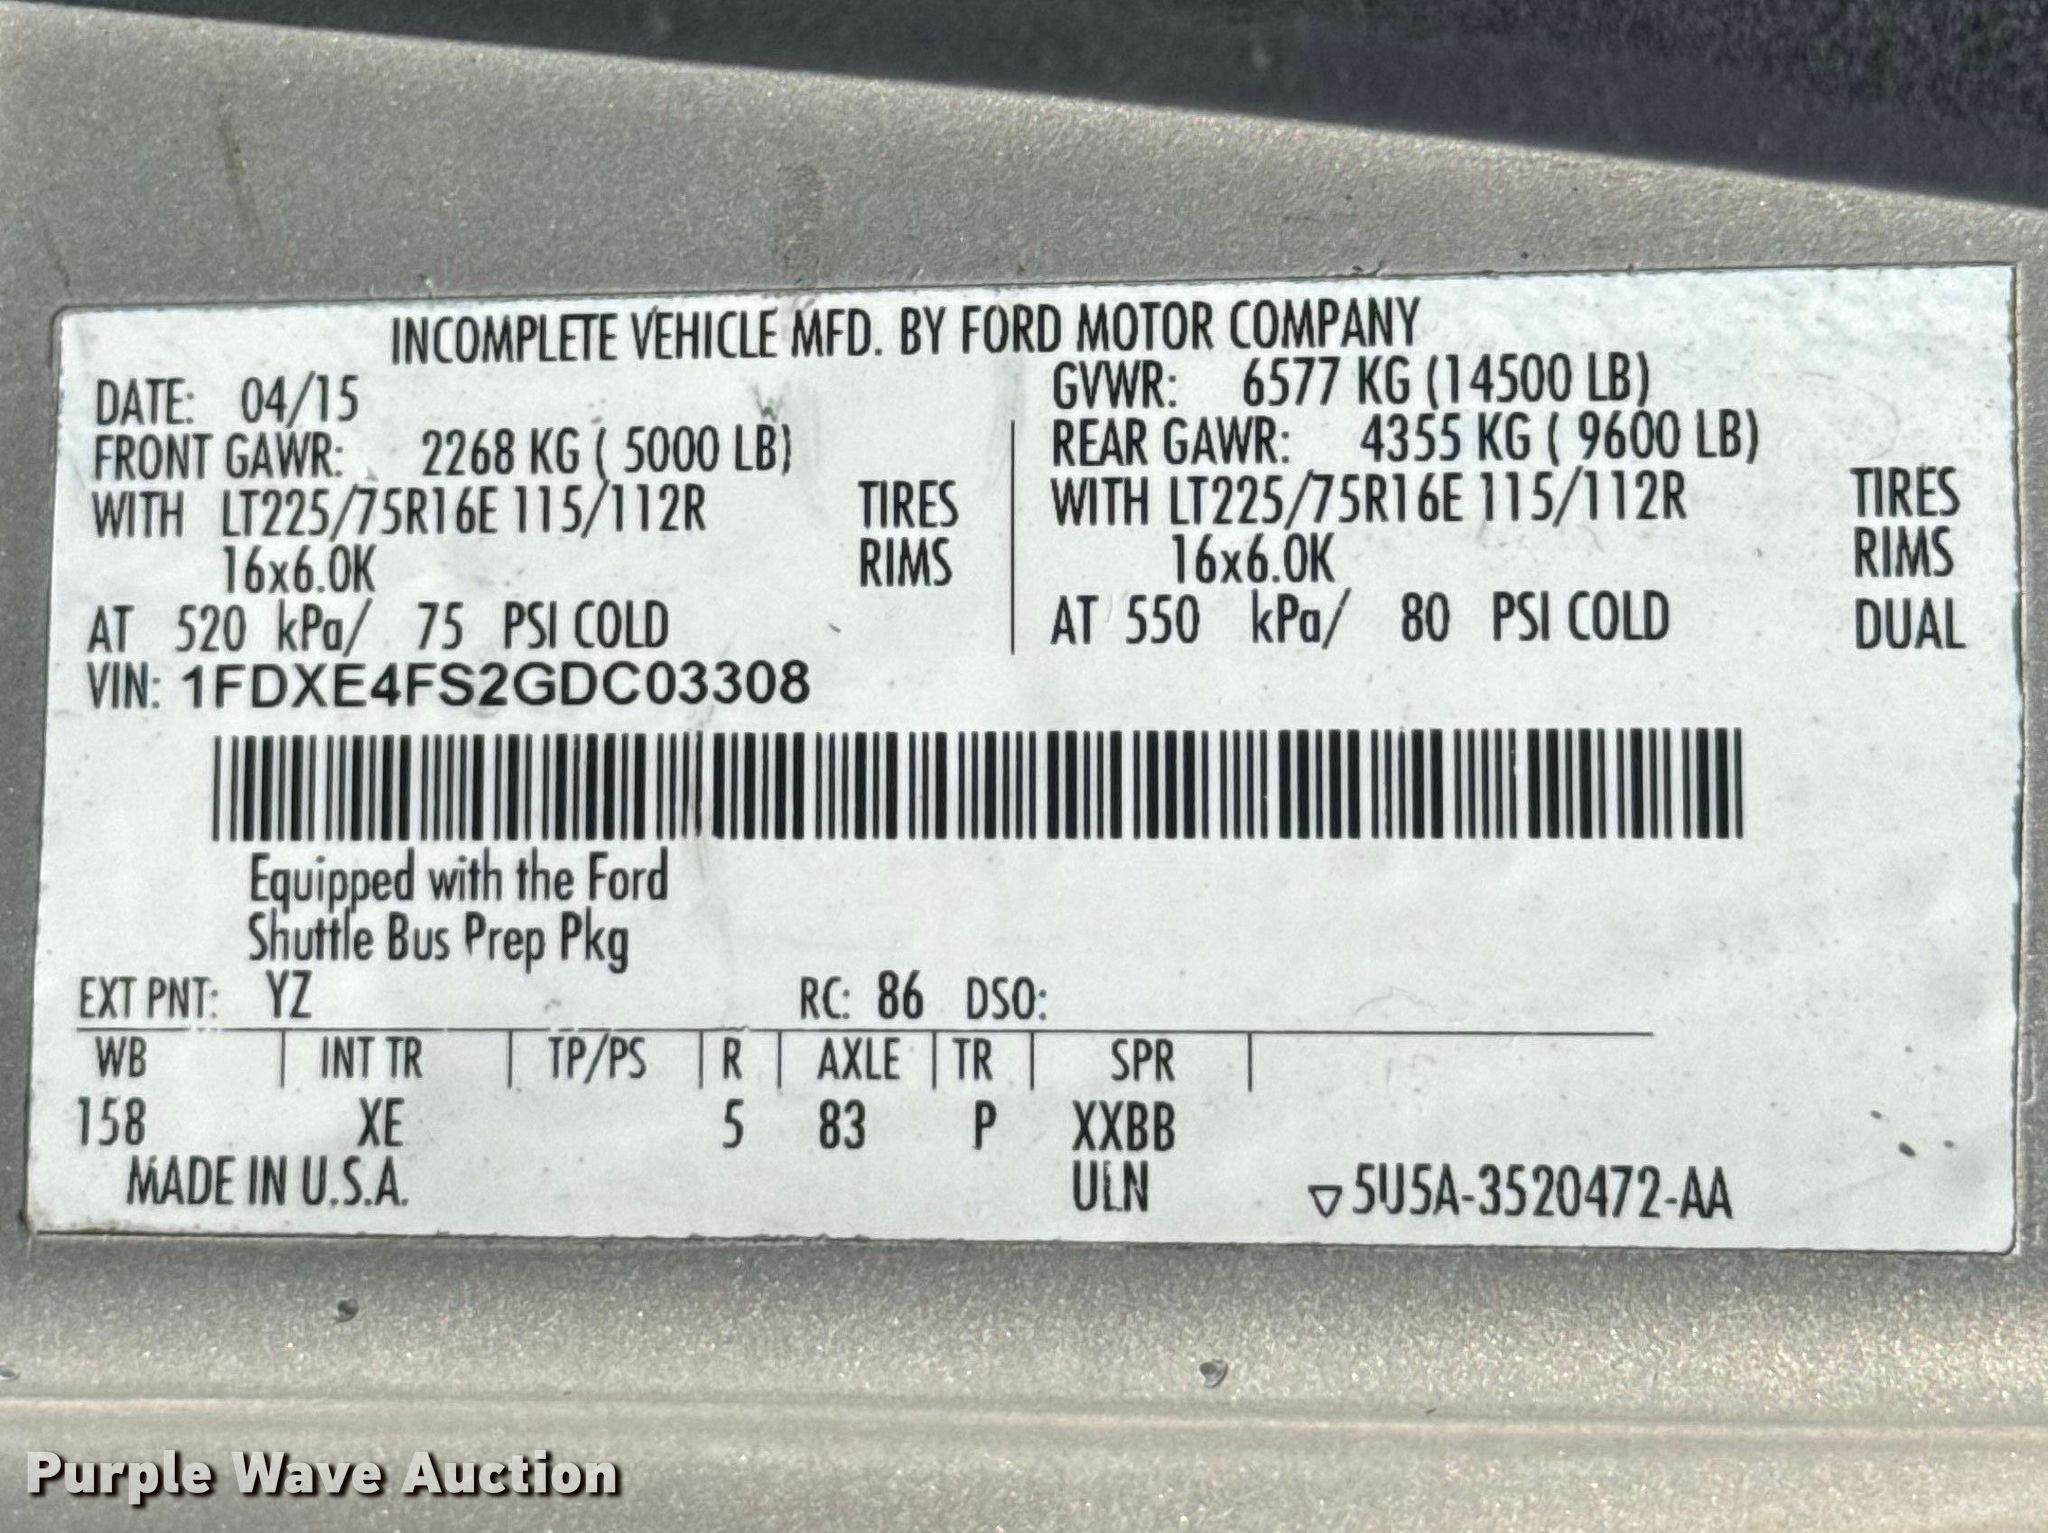 INCOMPLETE VEHICLE MFD. BY FORD MOTOR COMPANY
DATE: 04/15 GVWR: 6577 KG (14500 LB)
FRONT GAWR: 2268 KG ( 5000 LB) REAR GAWR: 4355 KG ( 9600 LB)
WITH LT225/75R16E 115/112R TIRES WITH LT225/75R16E 115/112R TIRES
16x6.0K RIMS 16x6.0K RIMS
AT 520 kPa/ 75 PSI COLD AT 550 kPa/ 80 PSI COLD DUAL
VIN: 1FDXE4FS2GDC03308
Equipped with the Ford
Shuttle Bus Prep Pkg
EXT PNT: YZ RC: 86 DSO:
WB | INT TR | TP/PS | R | AXLE | TR | SPR |
158 XE 5 83 P XXBB
MADE IN U.S.A. ULN ▽5U5A-3520472-AA
Purple Wave Auction